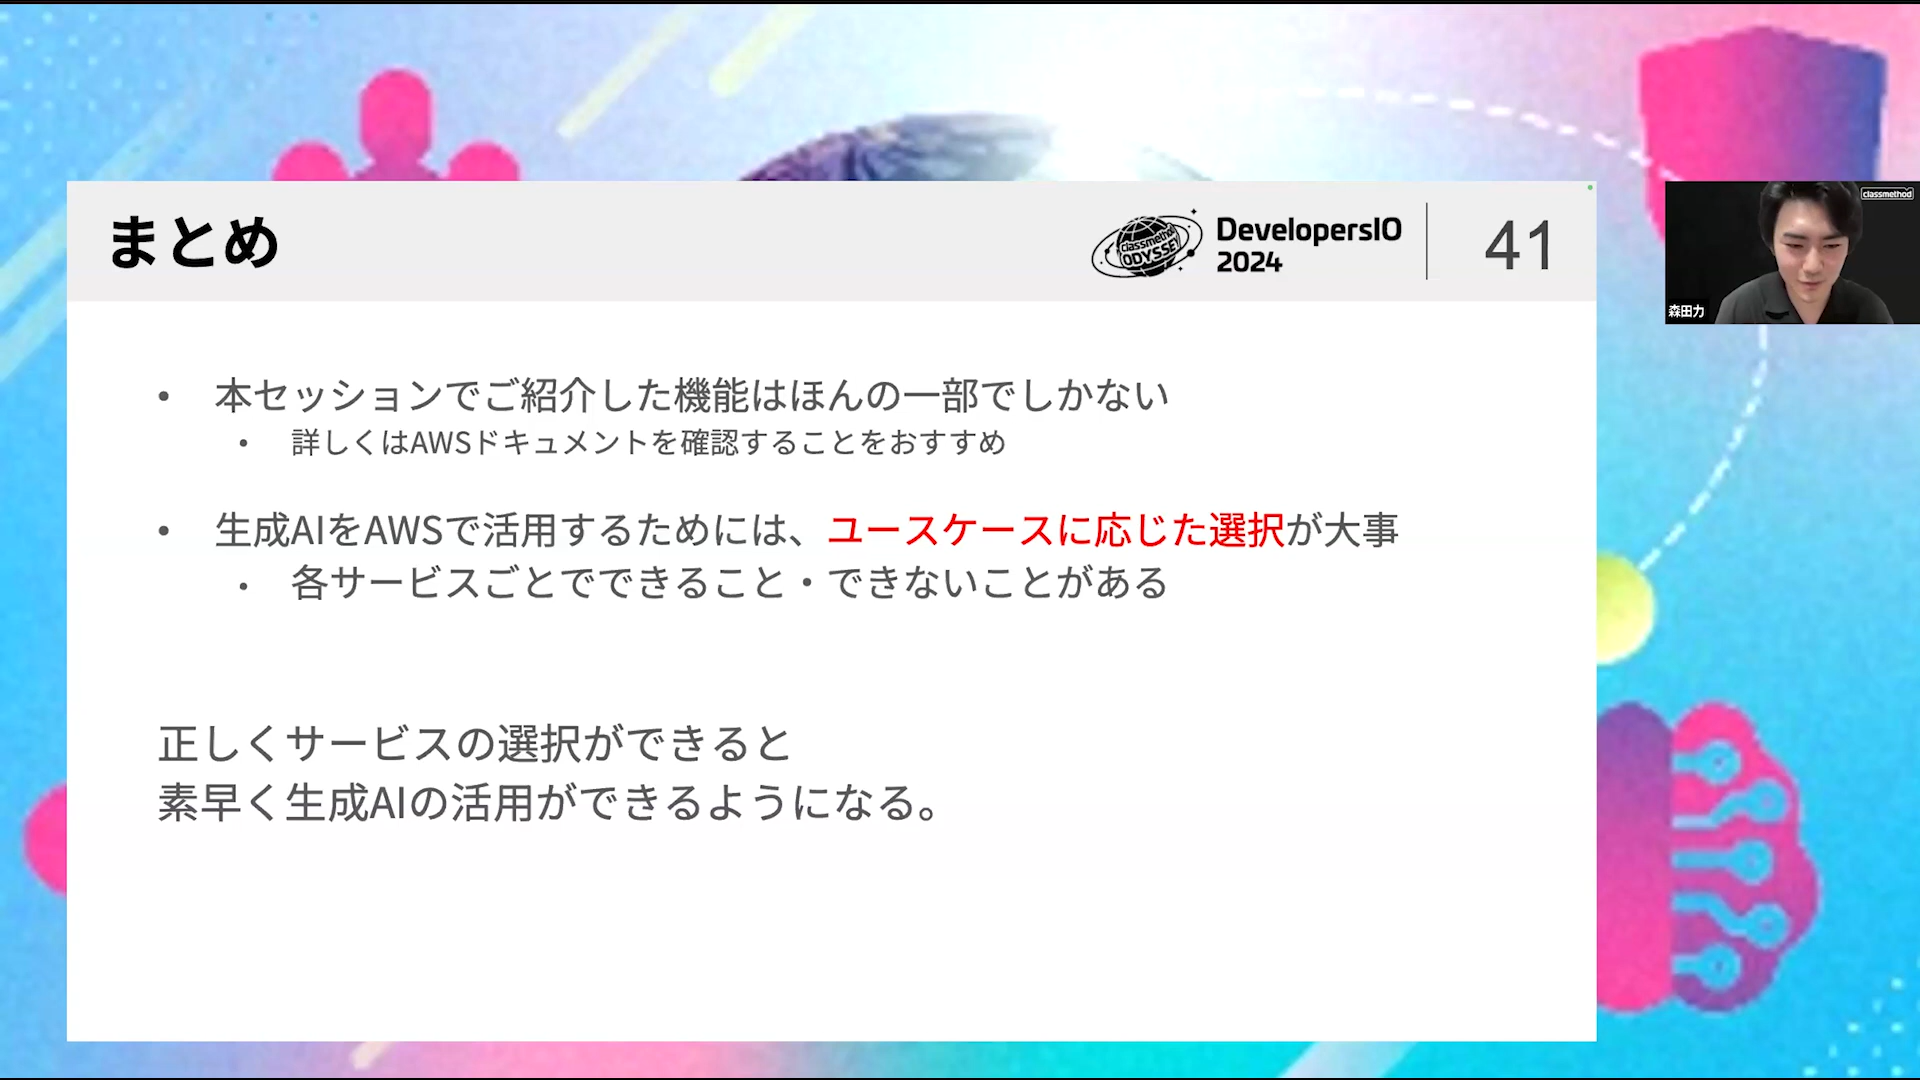 まとめ
classmethod
ODYSSEY
DevelopersIO
2024
41
classmethod
森田力
• 本セッションでご紹介した機能はほんの一部でしかない
• 詳しくはAWSドキュメントを確認することをおすすめ
• 生成AIをAWSで活用するためには、ユースケースに応じた選択が大事
• 各サービスごとでできること・できないことがある
正しくサービスの選択ができると
素早く生成AIの活用ができるようになる。